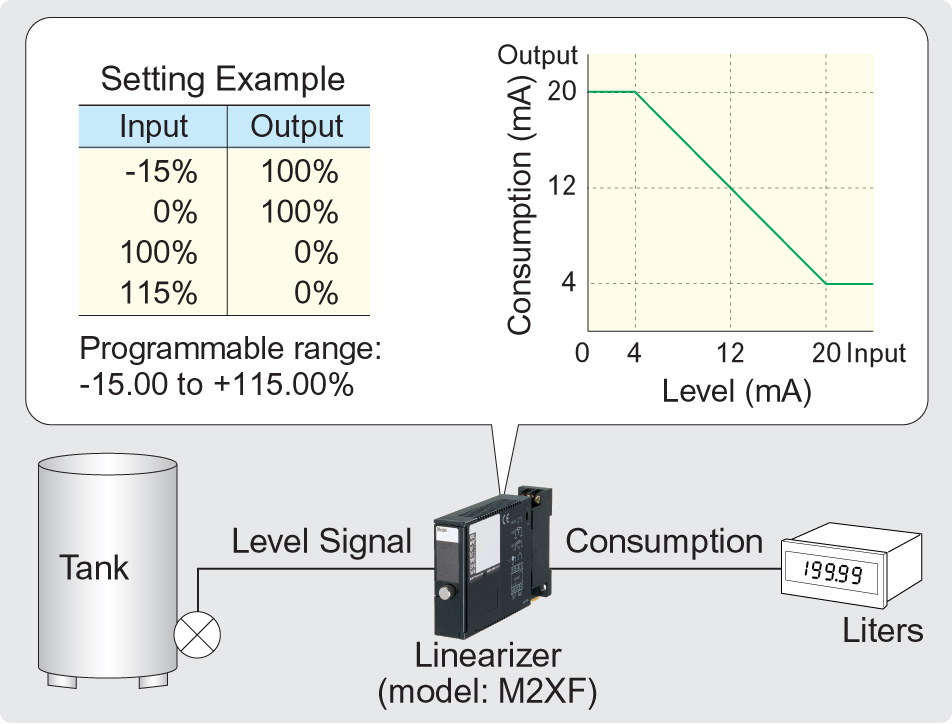 Setting Example
Input Output
-15% 100%
0% 100%
100% 0%
115% 0%
Programmable range:
-15.00 to +115.00%
Output
Consumption (mA)
20
12
4
0 4 12 20 Input
Level (mA)
Tank
Level Signal
Consumption
199.99
Liters
Linearizer
(model: M2XF)